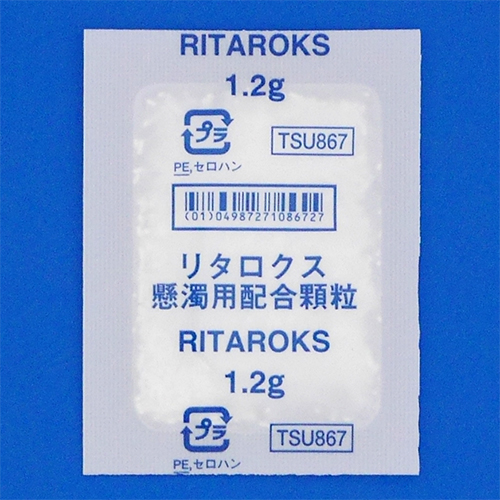 RITAROKS
1.2g
プラ
TSU867
PE,セロハン
(01)04987271086727
リタロクス
懸濁用配合顆粒
RITAROKS
1.2g
プラ
TSU867
PE,セロハン